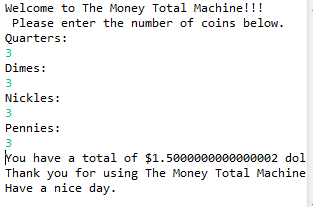 Welcome to The Money Total Machine!!!
Please enter the number of coins below.
Quarters:
3
Dimes:
3
Nickles:
3
Pennies:
3
You have a total of $1.5000000000000002 dol
Thank you for using The Money Total Machine
Have a nice day.